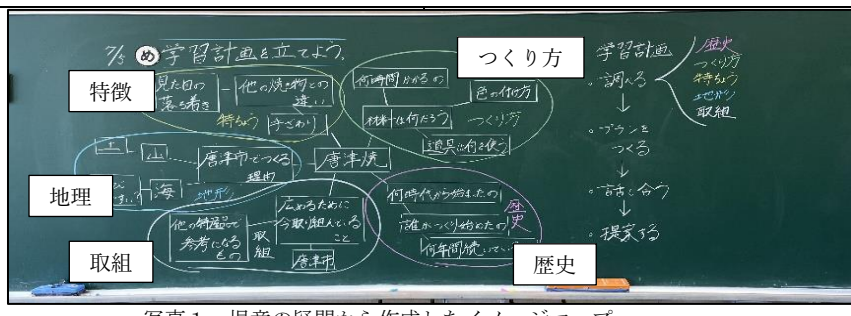 7/5 め 学習計画を立てよう。
特徴
見た目の
落ち着き
他の焼き物との
違い
特ちょう
手ざわり
つくり方
何時間かかるの
色の付け方
材料は何だろう
つくり方
道具は何を使う
地理
土
山
海
唐津市でつくる
理由
地形
唐津焼
取組
他の特産品で
参考になる
もの
取組
広めるために
今取り組んでいる
こと
唐津市
歴史
何時代から始まったの
誰がつくり始めたの
何年間続いている
歴史
学習計画
・調べる
歴史
つくり方
特ちょう
地形
取組
↓
・プランを
つくる
↓
・話し合う
↓
・提案する
写真1 児童の疑問から作成したイメージマップ